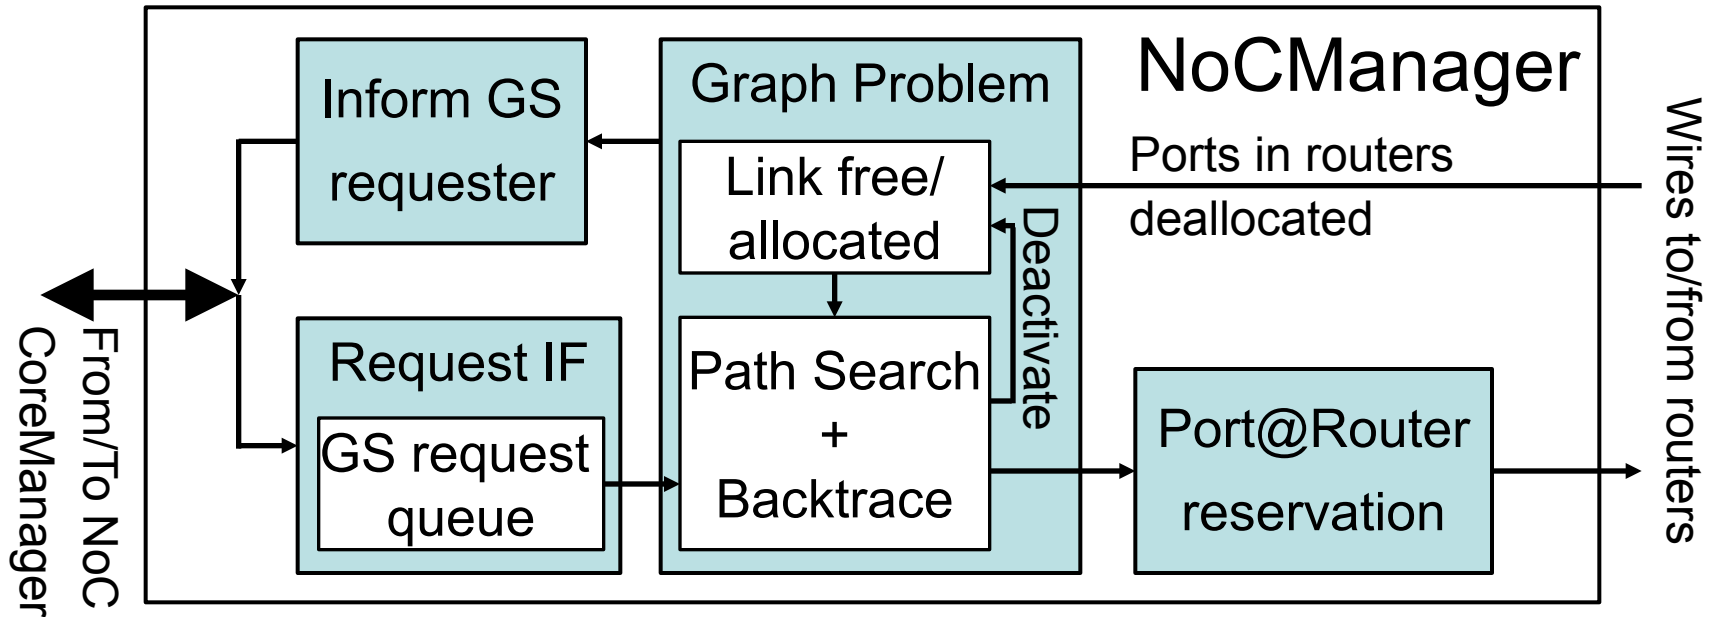 NoCManager
Inform GS
requester
Graph Problem
Link free/
allocated
Ports in routers
deallocated
Deactivate
Request IF
GS request
queue
Path Search
+
Backtrace
Port@Router
reservation
From/To NoC
CoreManager
Wires to/from routers